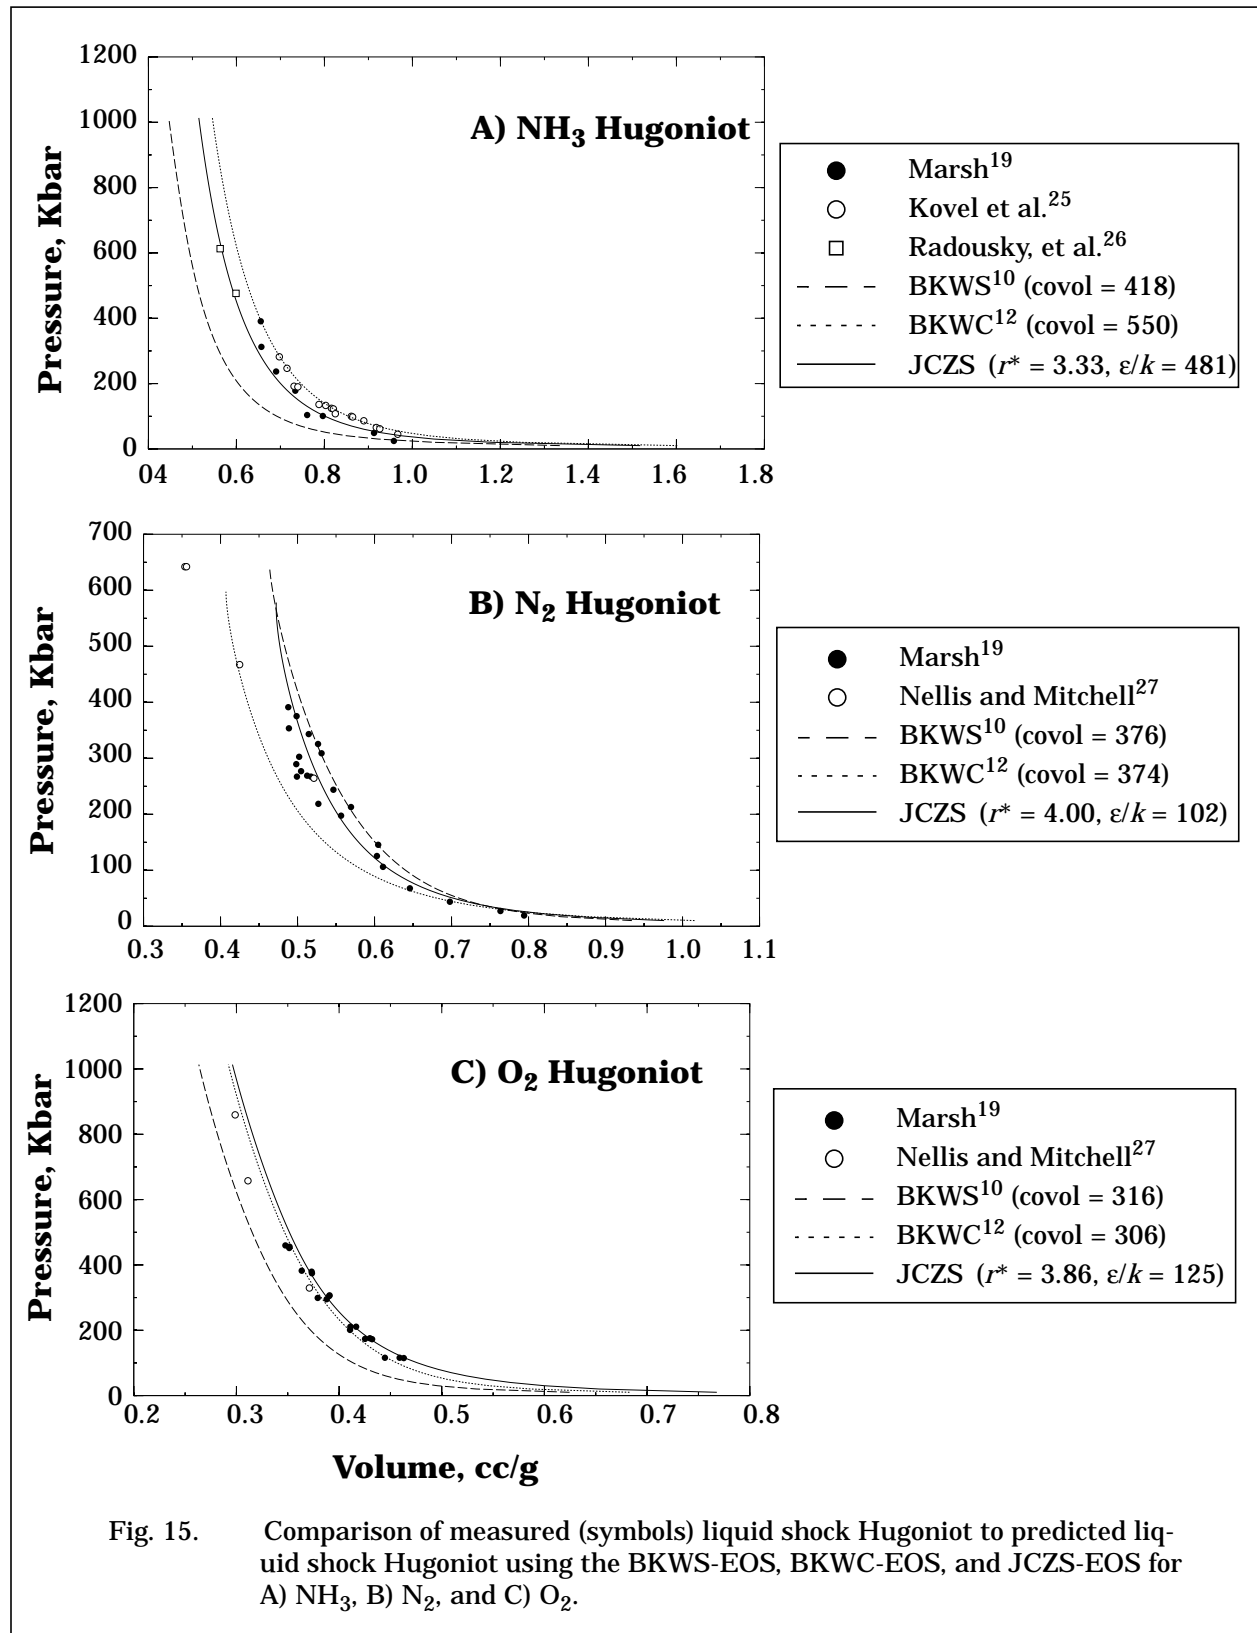 1200
1000
800
600
400
200
0
04
0.6
0.8
1.0
1.2
1.4
1.6
1.8
Pressure, Kbar
A) NH3 Hugoniot
Marsh19
Kovel et al.25
Radousky, et al.26
BKWS10 (covol = 418)
BKWC12 (covol = 550)
JCZS (r* = 3.33, ε/k = 481)
700
600
500
400
300
200
100
0
0.3
0.4
0.5
0.6
0.7
0.8
0.9
1.0
1.1
Pressure, Kbar
B) N2 Hugoniot
Marsh19
Nellis and Mitchell27
BKWS10 (covol = 376)
BKWC12 (covol = 374)
JCZS (r* = 4.00, ε/k = 102)
1200
1000
800
600
400
200
0
0.2
0.3
0.4
0.5
0.6
0.7
0.8
Pressure, Kbar
C) O2 Hugoniot
Marsh19
Nellis and Mitchell27
BKWS10 (covol = 316)
BKWC12 (covol = 306)
JCZS (r* = 3.86, ε/k = 125)
Volume, cc/g
Fig. 15. Comparison of measured (symbols) liquid shock Hugoniot to predicted liq-
uid shock Hugoniot using the BKWS-EOS, BKWC-EOS, and JCZS-EOS for
A) NH3, B) N2, and C) O2.